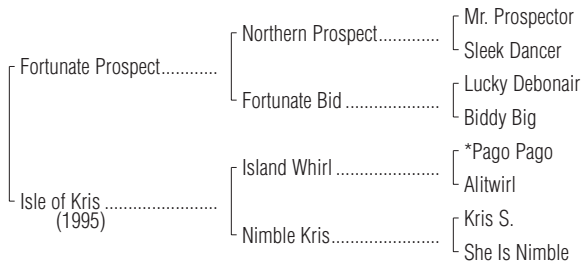 Mr. Prospector
Northern Prospect.............
Sleek Dancer
Fortunate Prospect............
Lucky Debonair
Fortunate Bid ....................
Biddy Big
*Pago Pago
Island Whirl ......................
Alitwirl
Isle of Kris ........................
(1995)
Kris S.
Nimble Kris.......................
She Is Nimble